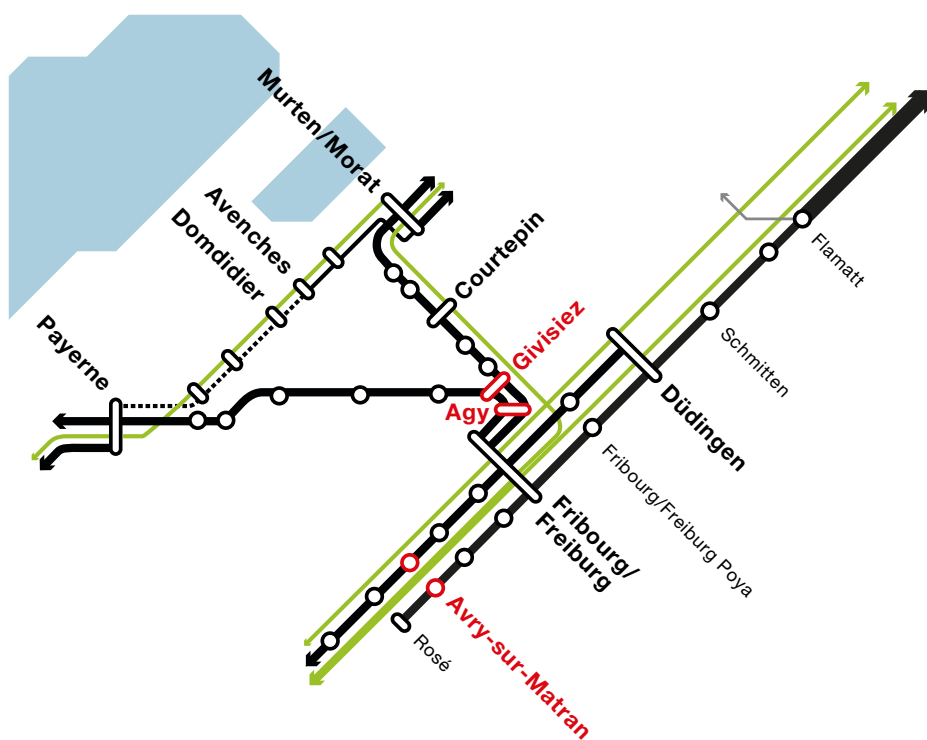 Murten/Morat
Avenches
Domdidier
Payerne
Courtepin
Givisiez
Agy
Flamatt
Schmitten
Düdingen
Fribourg/Freiburg Poya
Fribourg/
Freiburg
Avry-sur-Matran
Rosé